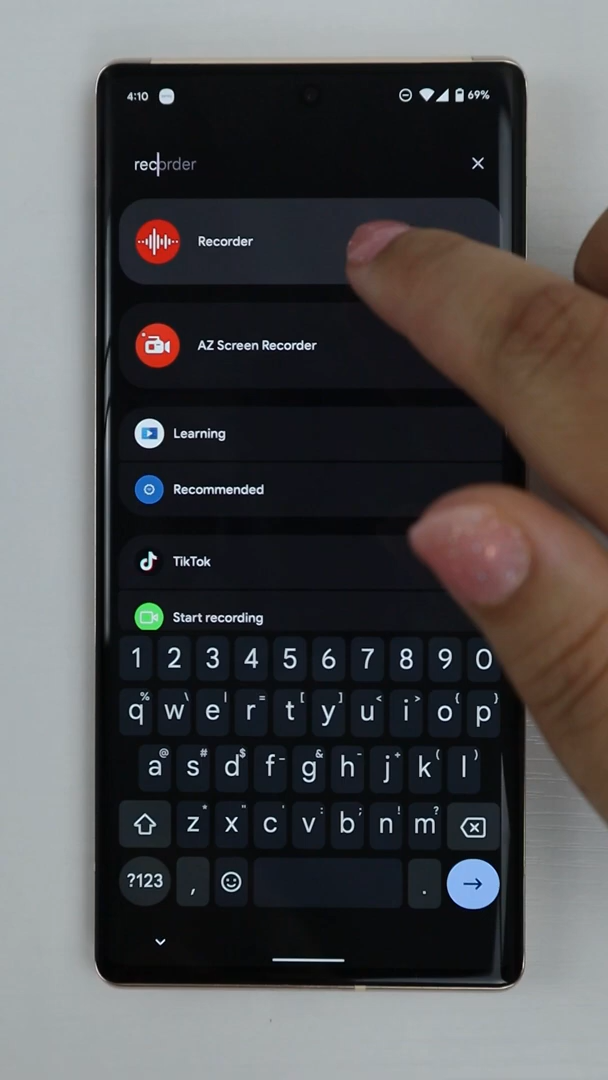 4:10 69%
recorder
Recorder
AZ Screen Recorder
Learning
Recommended
TikTok
Start recording
1 2 3 4 5 6 7 8 9 0
q% w\ e| r= t[ y] u< i> o{ p}
a@ s# d$ f- g& h- j+ k( l)
z* x" c' v: b; n! m?
?123 , .